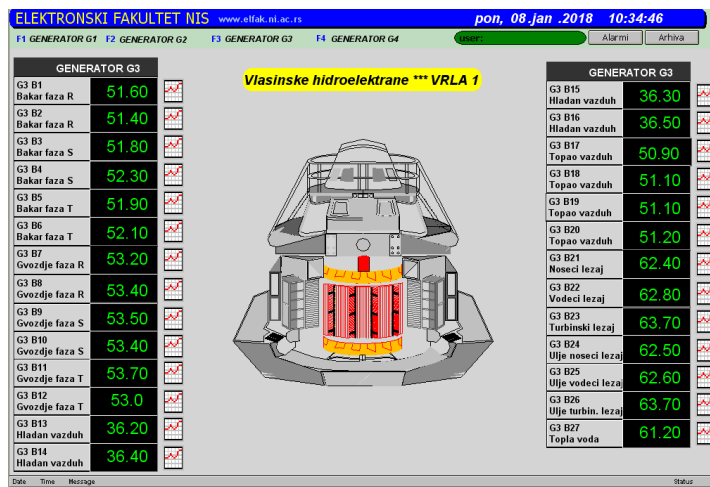 ELEKTRONSKI FAKULTET NIS www.elfak.ni.ac.rs pon, 08.jan .2018 10:34:46
F1 GENERATOR G1 F2 GENERATOR G2 F3 GENERATOR G3 F4 GENERATOR G4 user: Alarmi Arhiva
Vlasinske hidroelektrane *** VRLA 1
GENERATOR G3
G3 B1
Bakar faza R 51.60
G3 B2
Bakar faza R 51.40
G3 B3
Bakar faza S 51.80
G3 B4
Bakar faza S 52.30
G3 B5
Bakar faza T 51.90
G3 B6
Bakar faza T 52.10
G3 B7
Gvozdje faza R 53.20
G3 B8
Gvozdje faza R 53.40
G3 B9
Gvozdje faza S 53.50
G3 B10
Gvozdje faza S 53.40
G3 B11
Gvozdje faza T 53.70
G3 B12
Gvozdje faza T 53.0
G3 B13
Hladan vazduh 36.20
G3 B14
Hladan vazduh 36.40
GENERATOR G3
G3 B15
Hladan vazduh 36.30
G3 B16
Hladan vazduh 36.50
G3 B17
Topao vazduh 50.90
G3 B18
Topao vazduh 51.10
G3 B19
Topao vazduh 51.10
G3 B20
Topao vazduh 51.20
G3 B21
Noseci lezaj 62.40
G3 B22
Vodeci lezaj 62.80
G3 B23
Turbinski lezaj 63.70
G3 B24
Ulje noseci lezaj 62.50
G3 B25
Ulje vodeci lezaj 62.60
G3 B26
Ulje turbin. lezaj 63.70
G3 B27
Topla voda 61.20
Date Time Message Status